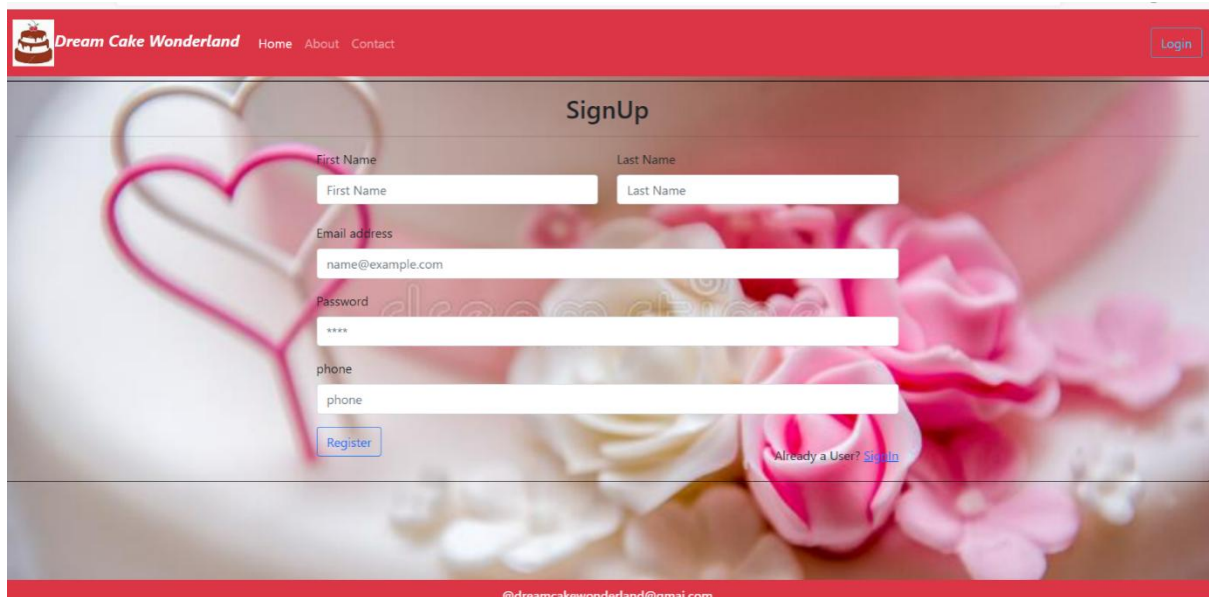 Dream Cake Wonderland Home About Contact Login
SignUp
First Name Last Name
First Name Last Name
Email address
name@example.com
Password
dreamstime
****
phone
phone
Register
Already a User? SignIn
@dreamcakewonderland@gmai.com